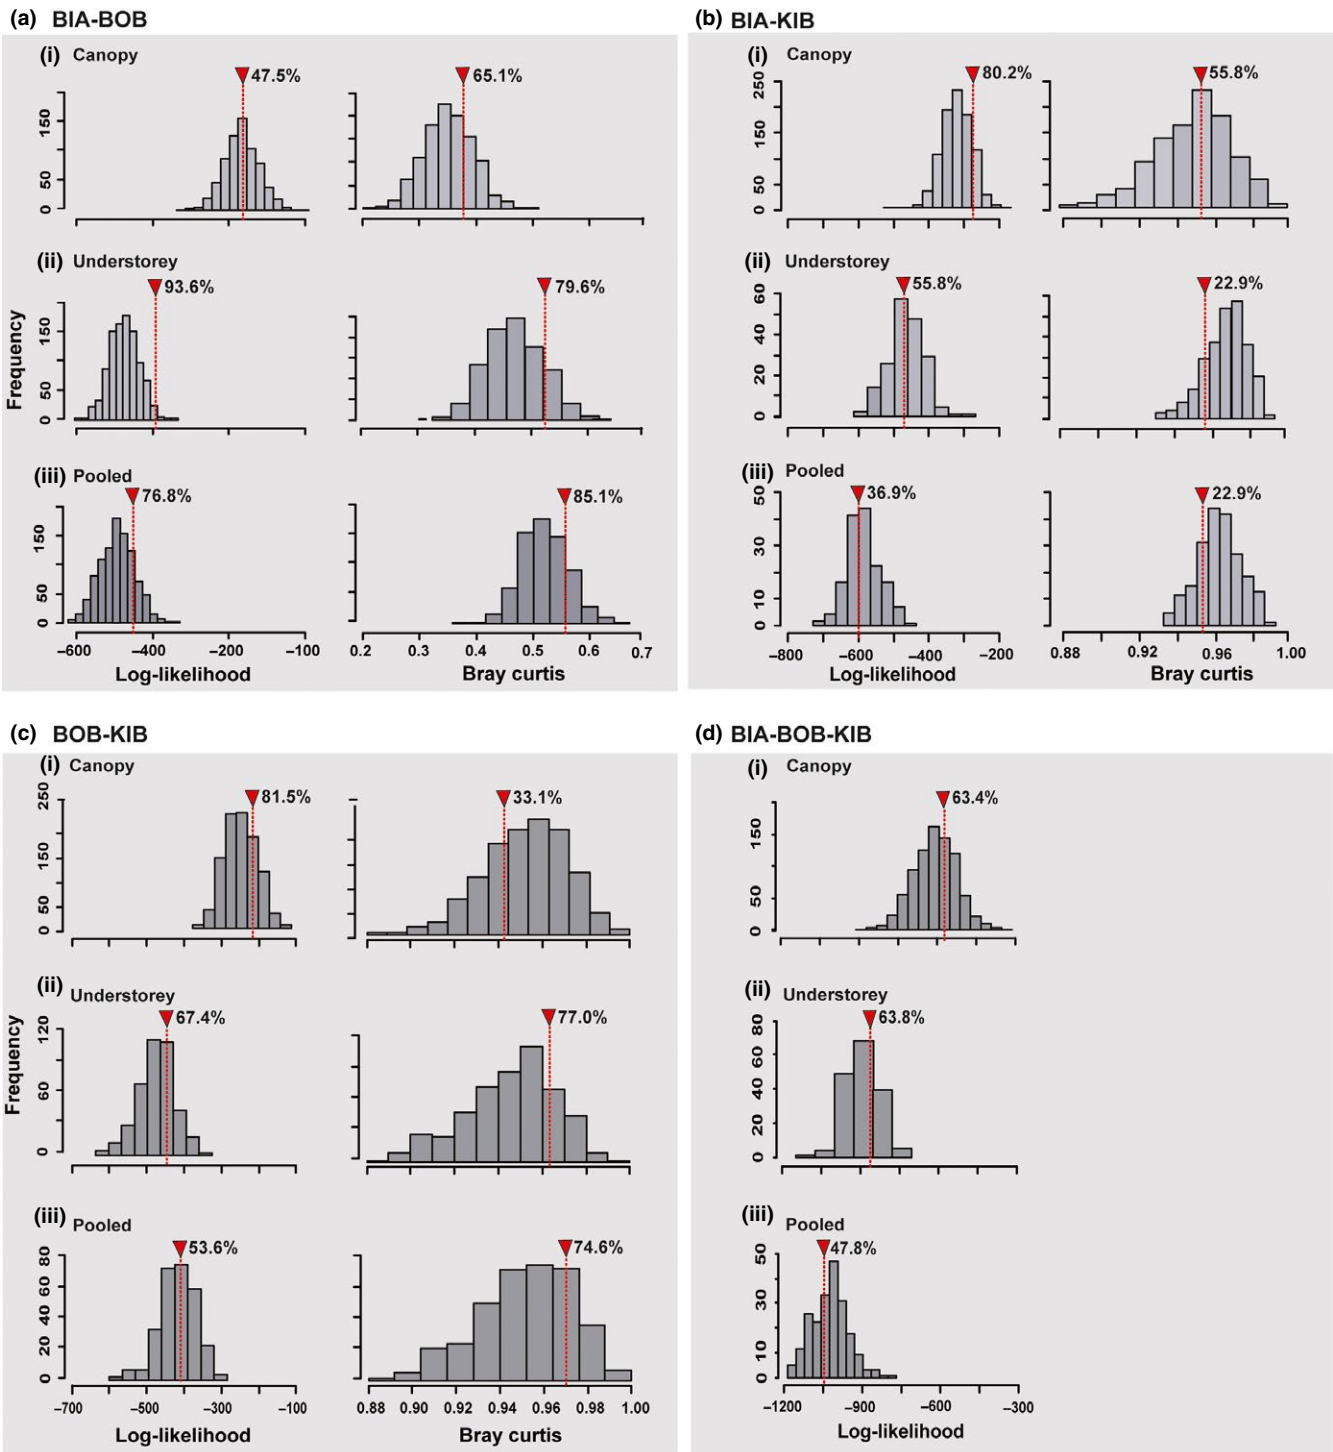 (a) BIA-BOB
(i) Canopy
47.5%
65.1%
150
50
0
(ii) Understorey
93.6%
79.6%
150
50
0
Frequency
(iii) Pooled
76.8%
85.1%
150
50
0
−600 −400 −200 −100
0.2 0.3 0.4 0.5 0.6 0.7
Log-likelihood
Bray curtis
(b) BIA-KIB
(i) Canopy
80.2%
55.8%
250
150
50
0
(ii) Understorey
55.8%
22.9%
60
40
20
0
(iii) Pooled
36.9%
22.9%
50
30
10
0
−800 −600 −400 −200
0.88 0.92 0.96 1.00
Log-likelihood
Bray curtis
(c) BOB-KIB
(i) Canopy
81.5%
33.1%
250
150
50
0
(ii) Understorey
67.4%
77.0%
120
60
0
Frequency
(iii) Pooled
53.6%
74.6%
80
60
40
20
0
−700 −500 −300 −100
0.88 0.90 0.92 0.94 0.96 0.98 1.00
Log-likelihood
Bray curtis
(d) BIA-BOB-KIB
(i) Canopy
63.4%
150
50
0
(ii) Understorey
63.8%
80
60
40
20
0
(iii) Pooled
47.8%
50
30
10
0
−1200 −900 −600 −300
Log-likelihood